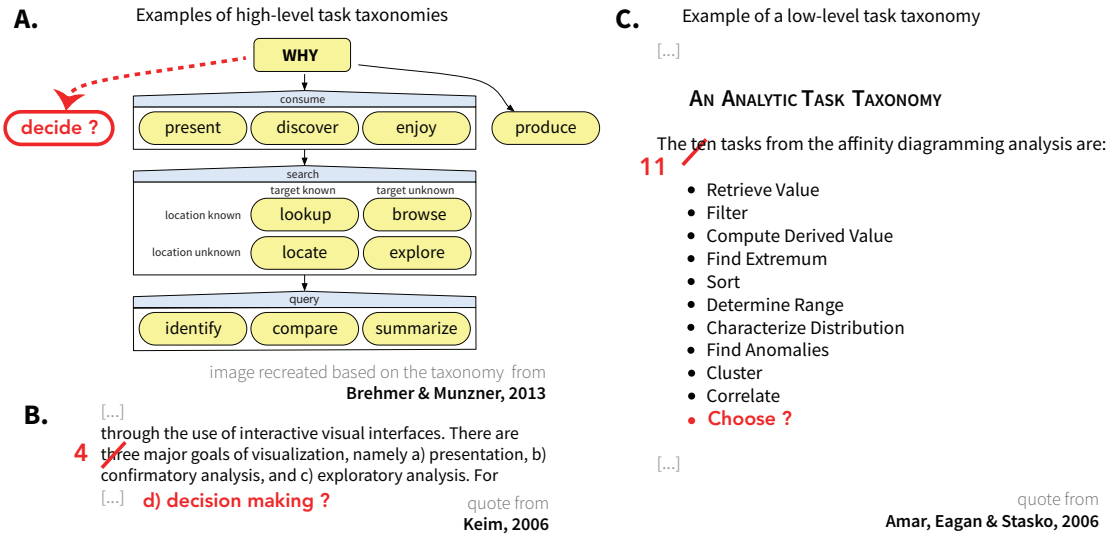 A.
Examples of high-level task taxonomies
WHY
decide ?
consume
present discover enjoy
produce
search
target known target unknown
location known lookup browse
location unknown locate explore
query
identify compare summarize
image recreated based on the taxonomy from
Brehmer & Munzner, 2013
B.
[...]
through the use of interactive visual interfaces. There are
4 three major goals of visualization, namely a) presentation, b)
confirmatory analysis, and c) exploratory analysis. For
[...] d) decision making ?
quote from
Keim, 2006
C.
Example of a low-level task taxonomy
[...]
AN ANALYTIC TASK TAXONOMY
The ten tasks from the affinity diagramming analysis are:
11
• Retrieve Value
• Filter
• Compute Derived Value
• Find Extremum
• Sort
• Determine Range
• Characterize Distribution
• Find Anomalies
• Cluster
• Correlate
• Choose ?
[...]
quote from
Amar, Eagan & Stasko, 2006